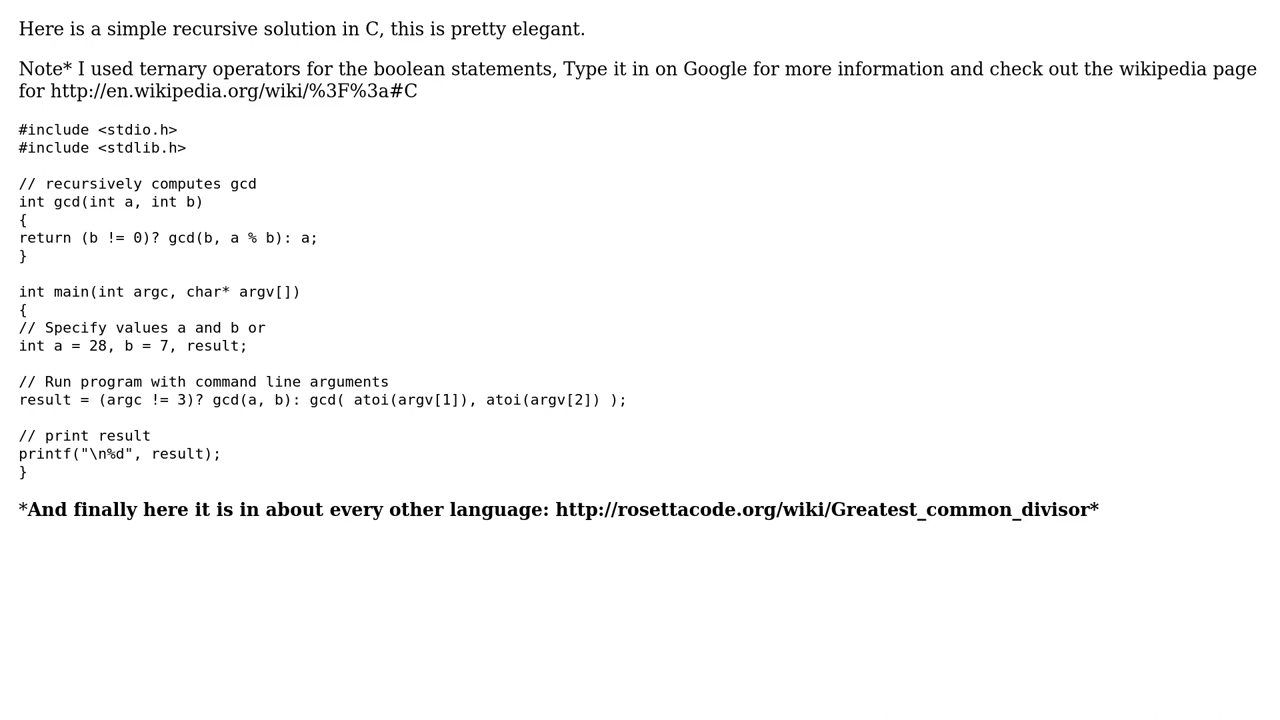 Here is a simple recursive solution in C, this is pretty elegant.
Note* I used ternary operators for the boolean statements, Type it in on Google for more information and check out the wikipedia page
for http://en.wikipedia.org/wiki/%3F%3a#C
#include <stdio.h>
#include <stdlib.h>
// recursively computes gcd
int gcd(int a, int b)
{
return (b != 0)? gcd(b, a % b): a;
}
int main(int argc, char* argv[])
{
// Specify values a and b or
int a = 28, b = 7, result;
// Run program with command line arguments
result = (argc != 3)? gcd(a, b): gcd( atoi(argv[1]), atoi(argv[2]) );
// print result
printf("\n%d", result);
}
*And finally here it is in about every other language: http://rosettacode.org/wiki/Greatest_common_divisor*